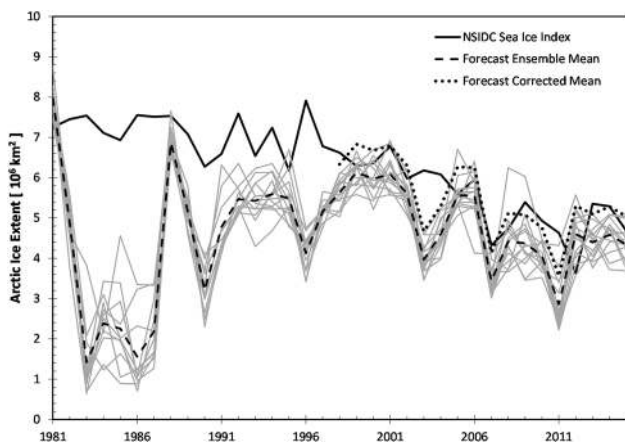 10
9
8
7
6
5
4
3
2
1
0
Arctic Ice Extent [ 10⁶ km² ]
NSIDC Sea Ice Index
Forecast Ensemble Mean
Forecast Corrected Mean
1981 1986 1991 1996 2001 2006 2011